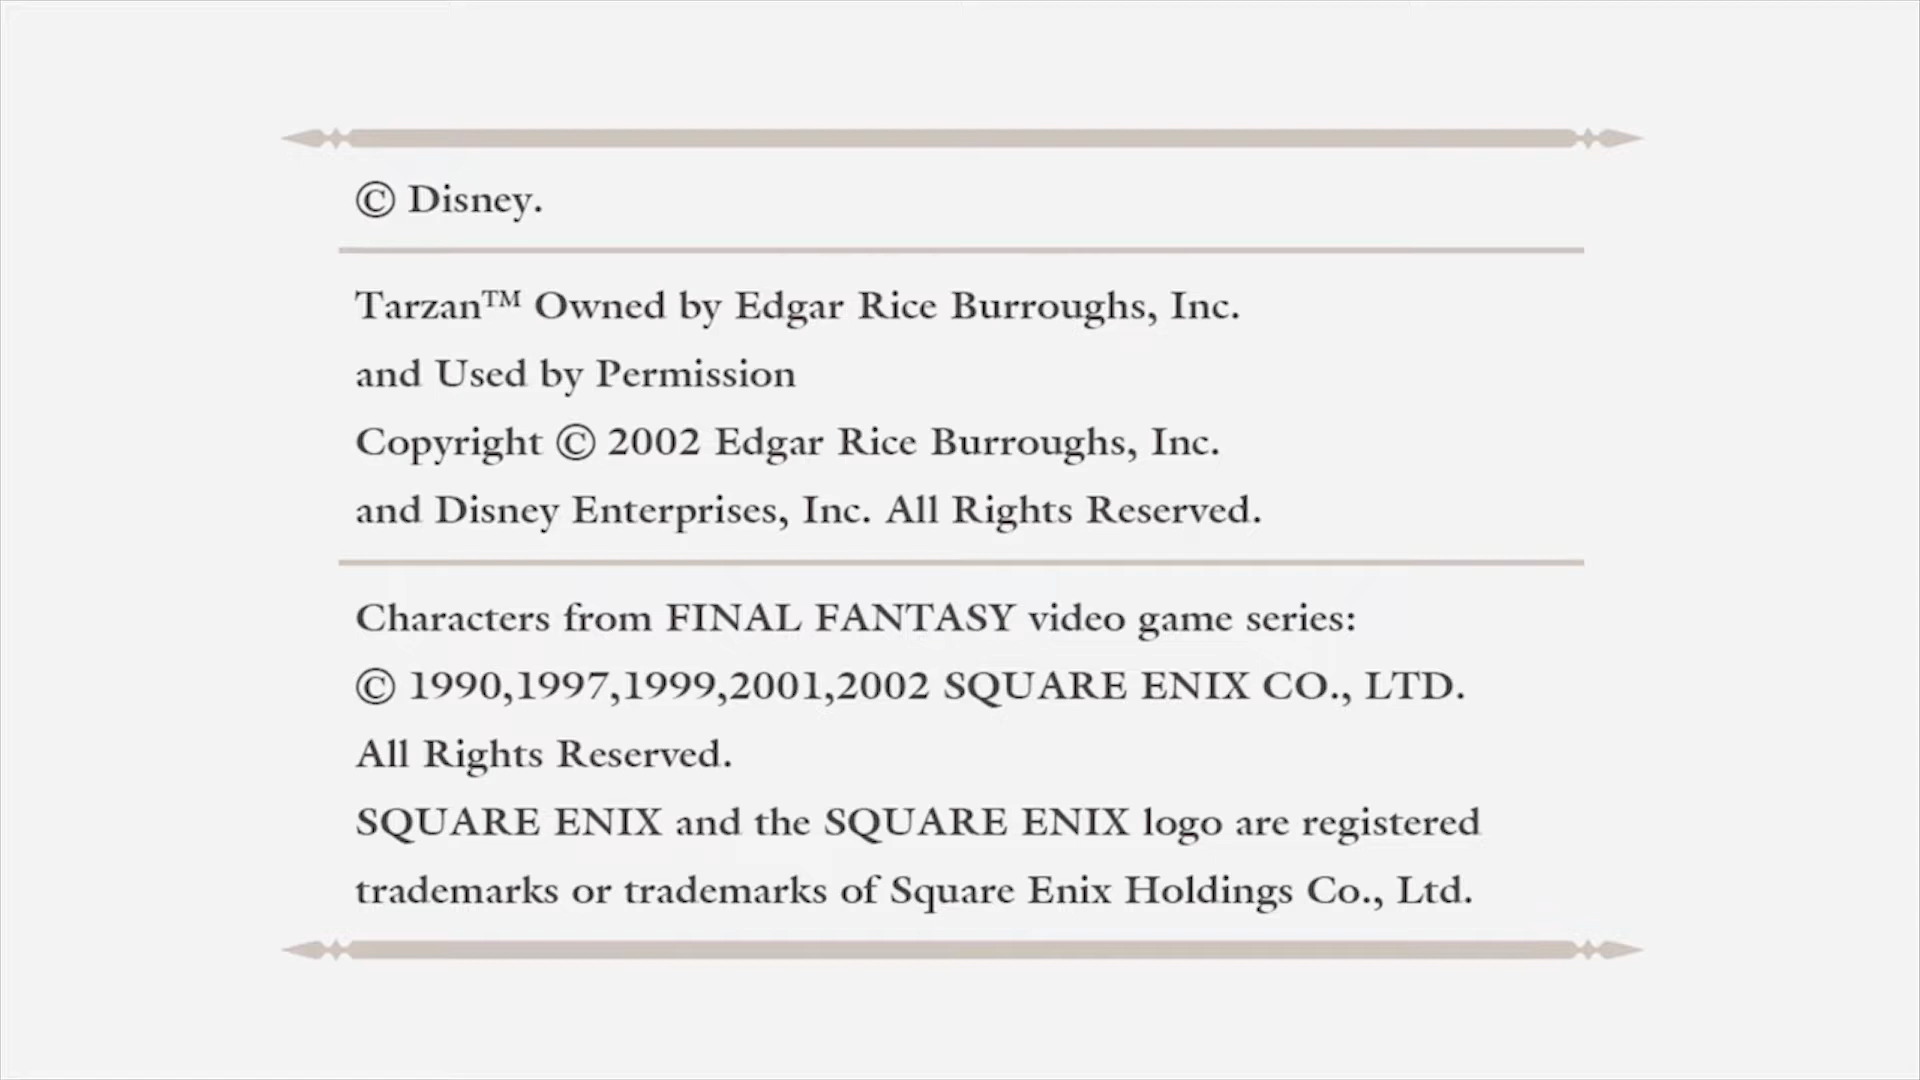 © Disney.
Tarzan™ Owned by Edgar Rice Burroughs, Inc.
and Used by Permission
Copyright © 2002 Edgar Rice Burroughs, Inc.
and Disney Enterprises, Inc. All Rights Reserved.
Characters from FINAL FANTASY video game series:
© 1990,1997,1999,2001,2002 SQUARE ENIX CO., LTD.
All Rights Reserved.
SQUARE ENIX and the SQUARE ENIX logo are registered
trademarks or trademarks of Square Enix Holdings Co., Ltd.